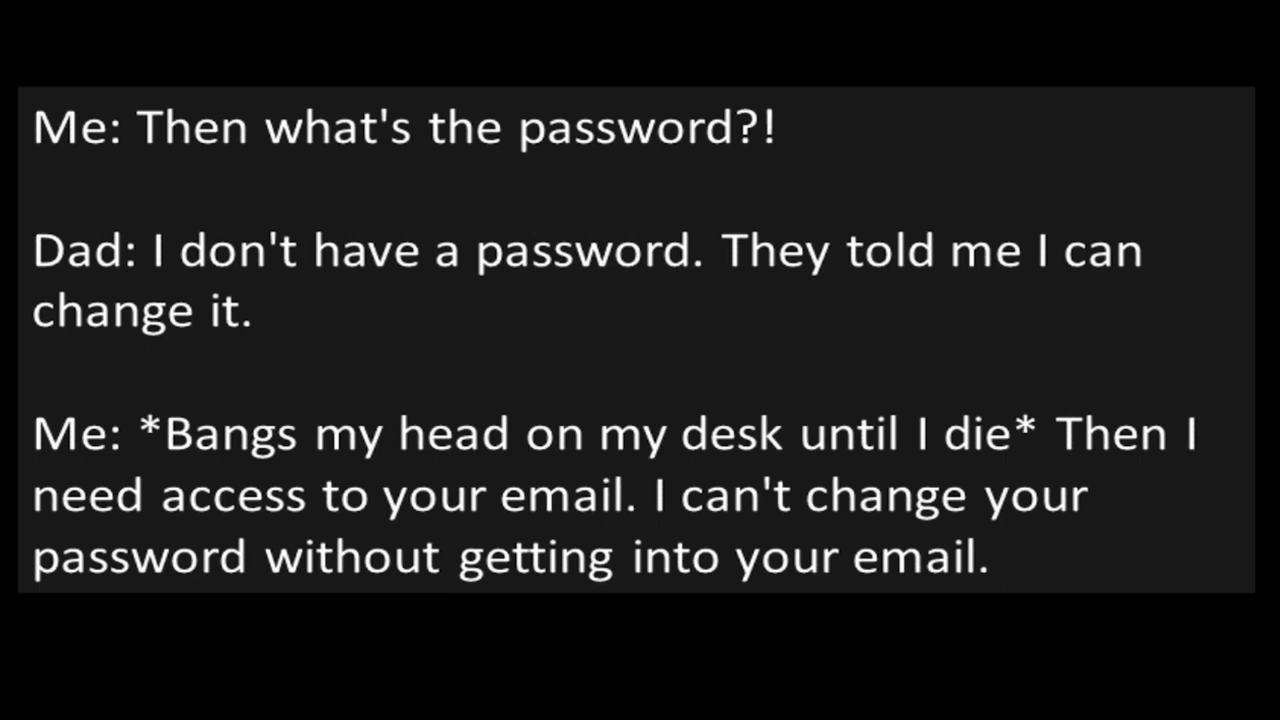 Me: Then what's the password?!
Dad: I don't have a password. They told me I can
change it.
Me: *Bangs my head on my desk until I die* Then I
need access to your email. I can't change your
password without getting into your email.